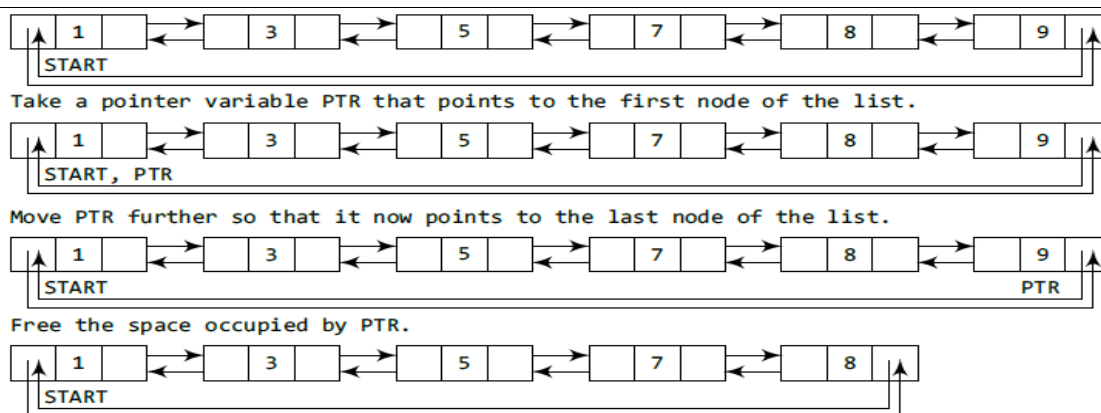 1 3 5 7 8 9
START
Take a pointer variable PTR that points to the first node of the list.
1 3 5 7 8 9
START, PTR
Move PTR further so that it now points to the last node of the list.
1 3 5 7 8 9
START PTR
Free the space occupied by PTR.
1 3 5 7 8
START